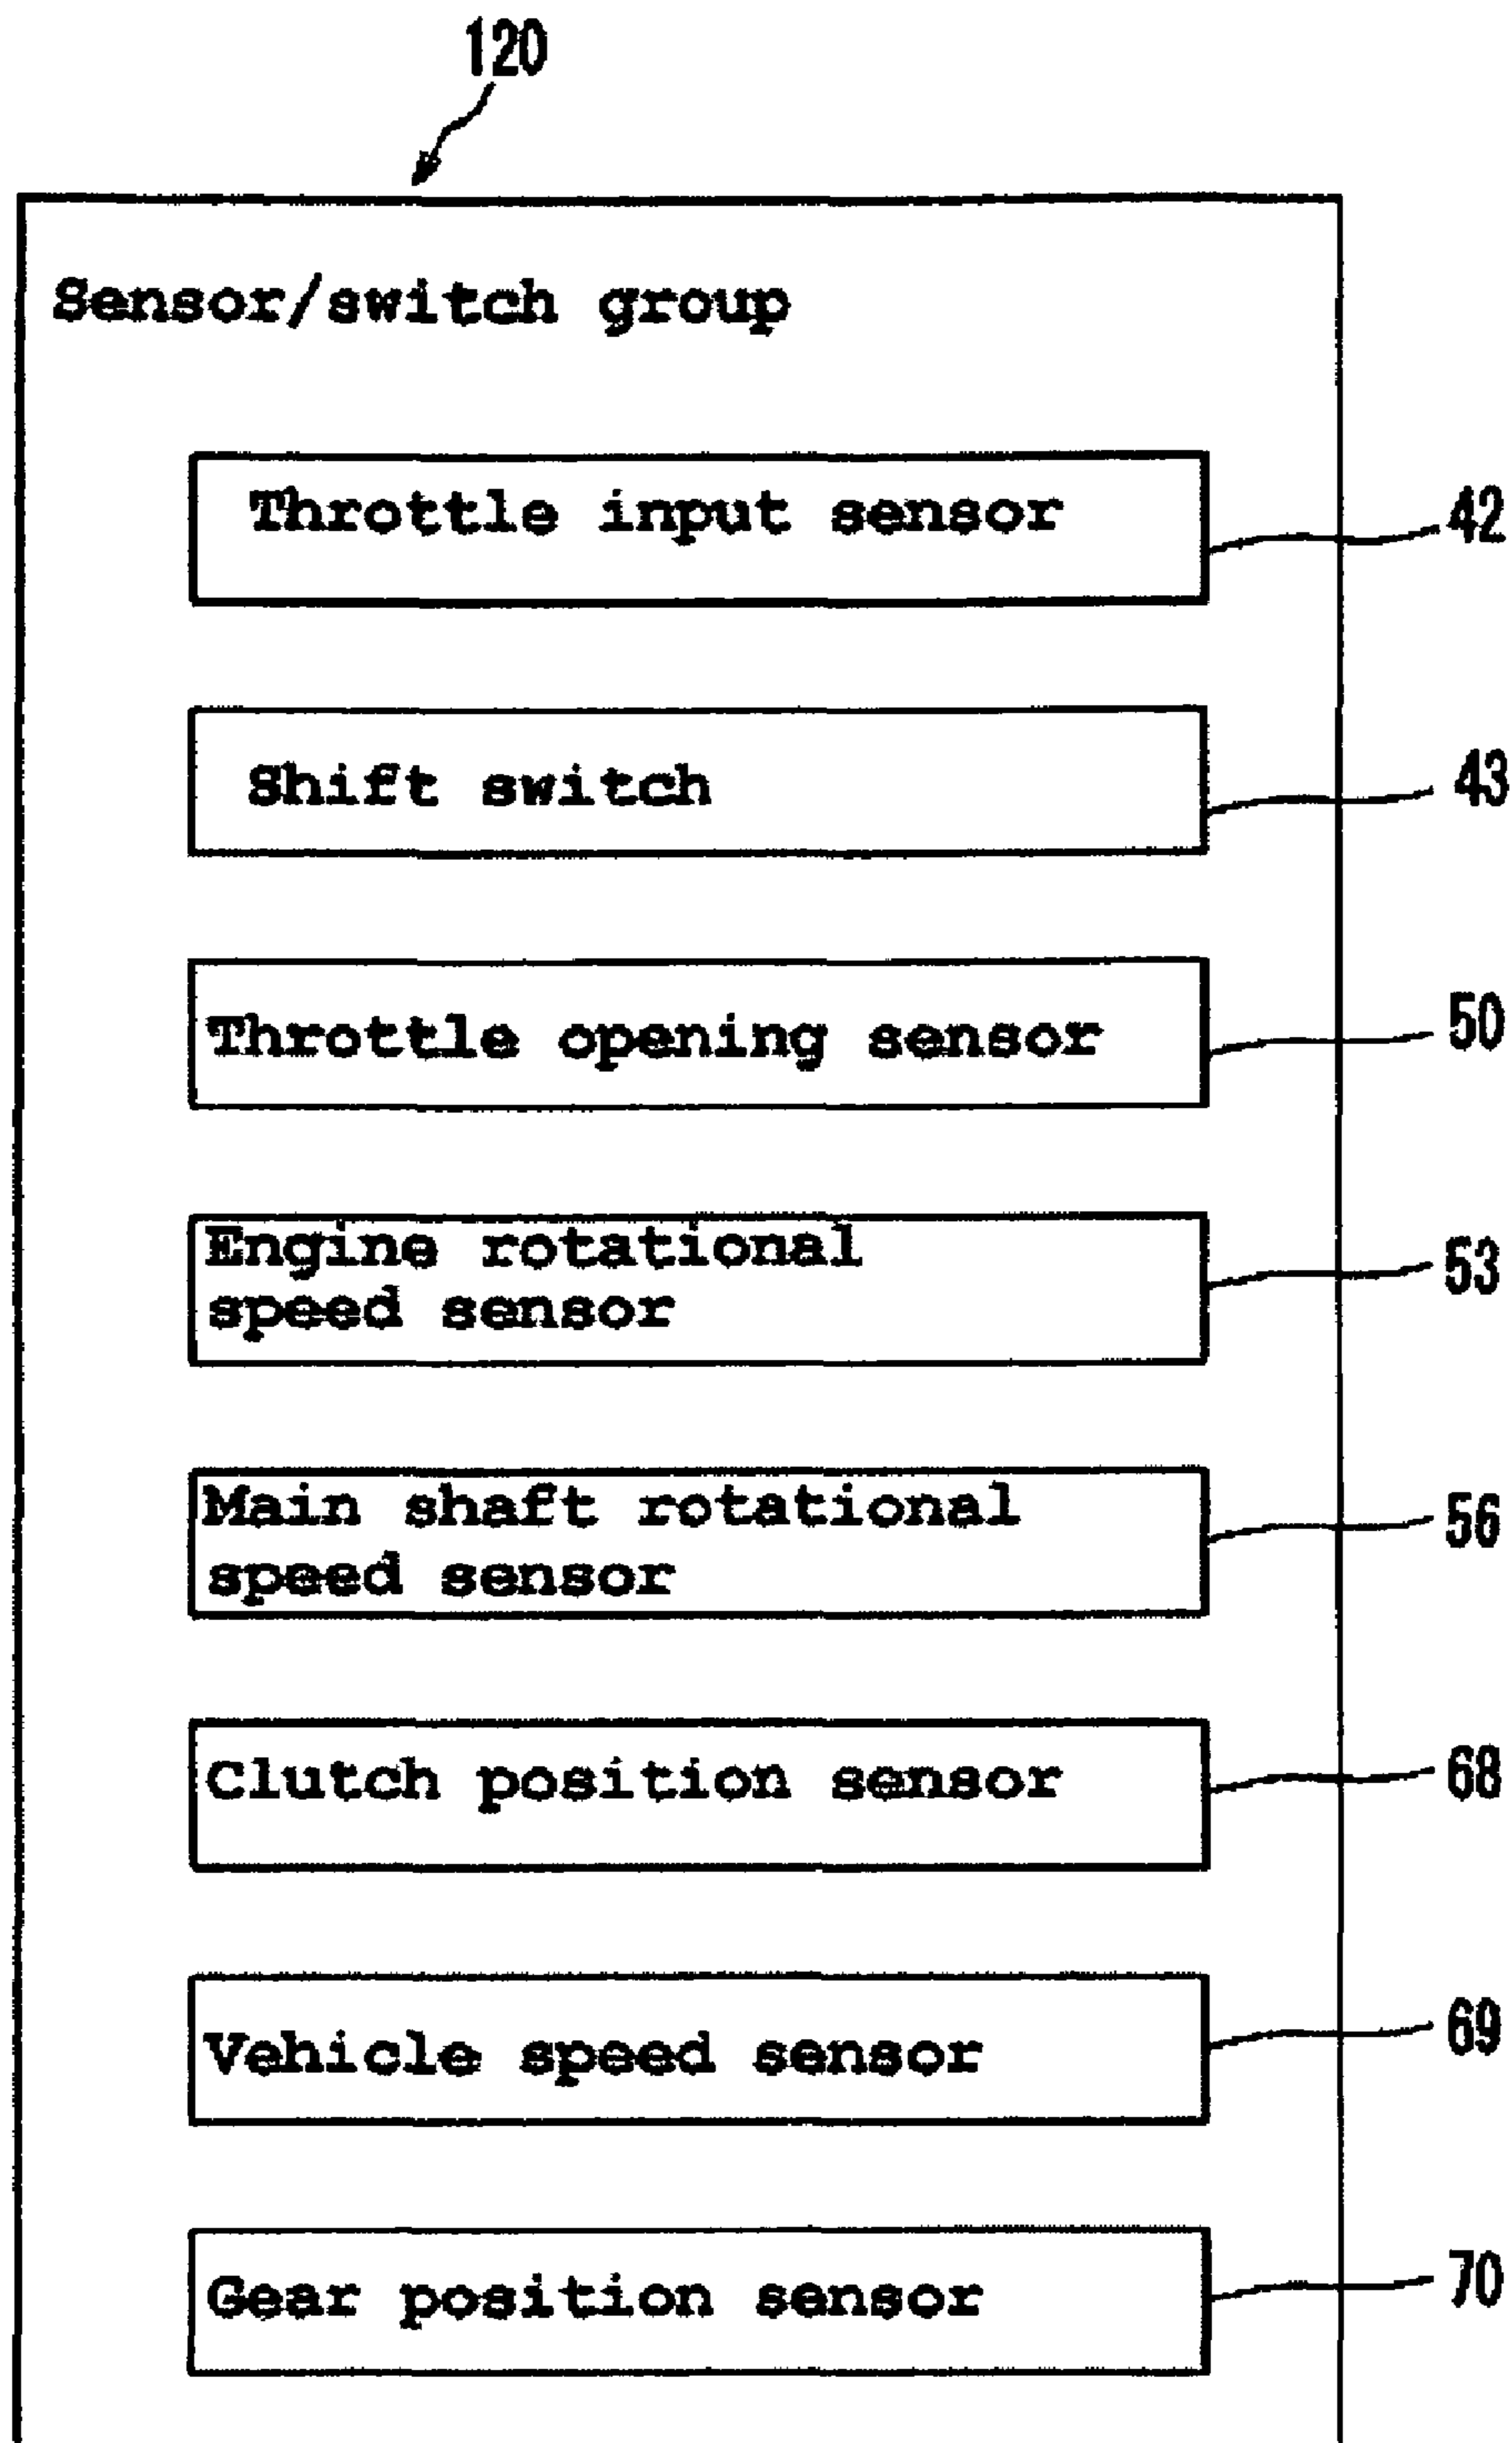 120
Sensor/switch group
Throttle input sensor
42
Shift switch
43
Throttle opening sensor
50
Engine rotational
speed sensor
53
Main shaft rotational
speed sensor
56
Clutch position sensor
68
Vehicle speed sensor
69
Gear position sensor
70